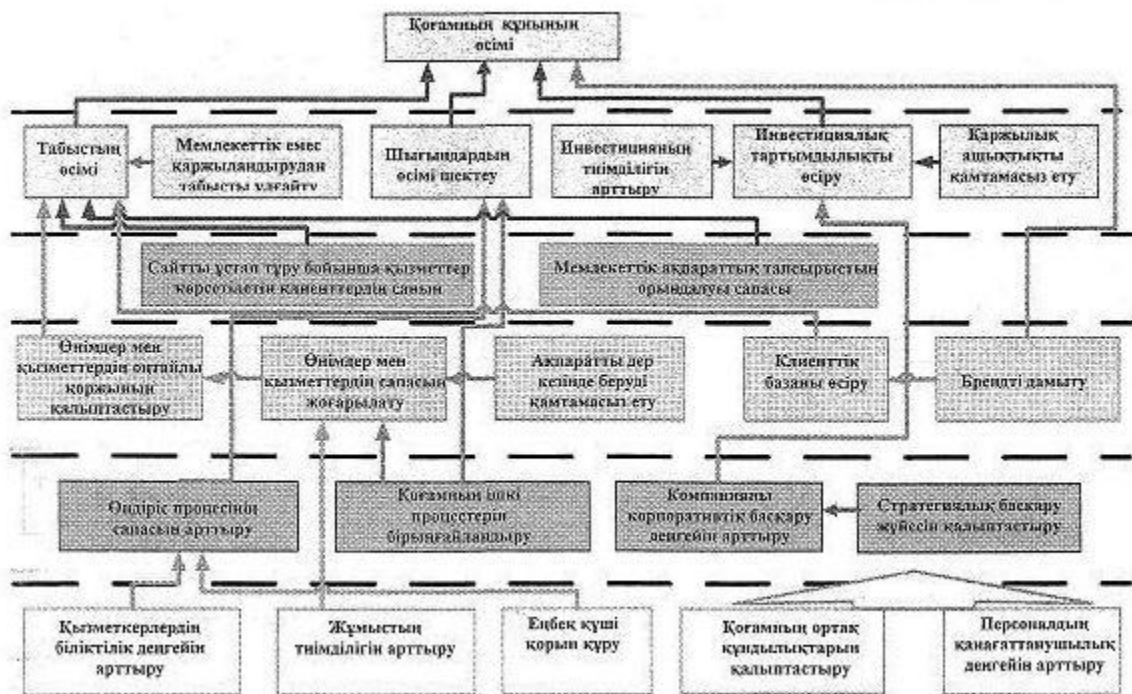 Қоғамның құнының
өсімі
Табыстың
өсімі
Мемлекеттік емес
қаржыландырудан
табысты ұлғайту
Шығындардың
өсімі шектеу
Инвестицияның
тиімділігін
арттыру
Инвестициялық
тартымдылықты
өсіру
Қаржылық
ашықтықты
қамтамасыз ету
Сайтты ұстап тұру бойынша қызметтер
көрсетілетін клиенттердің санын
Мемлекеттік ақпараттық тапсырыстың
орындалуы сапасы
Өнімдер мен
қызметтердің оңтайлы
қоржынын
қалыптастыру
Өнімдер мен
қызметтердің сапасын
жоғарылату
Ақпаратты дер
кезінде беруді
қамтамасыз ету
Клиенттік
базаны өсіру
Брендті дамыту
Өндіріс процесінің
сапасын арттыру
Қоғамның ішкі
процестерін
бірыңғайландыру
Компанияны
корпоративтік басқару
деңгейін арттыру
Стратегиялық басқару
жүйесін қалыптастыру
Қызметкерлердің
біліктілік деңгейін
арттыру
Жұмыстың
тиімділігін арттыру
Еңбек күші
қорын құру
Қоғамның ортақ
құндылықтарын
қалыптастыру
Персоналдың
қанағаттанушылық
деңгейін арттыру